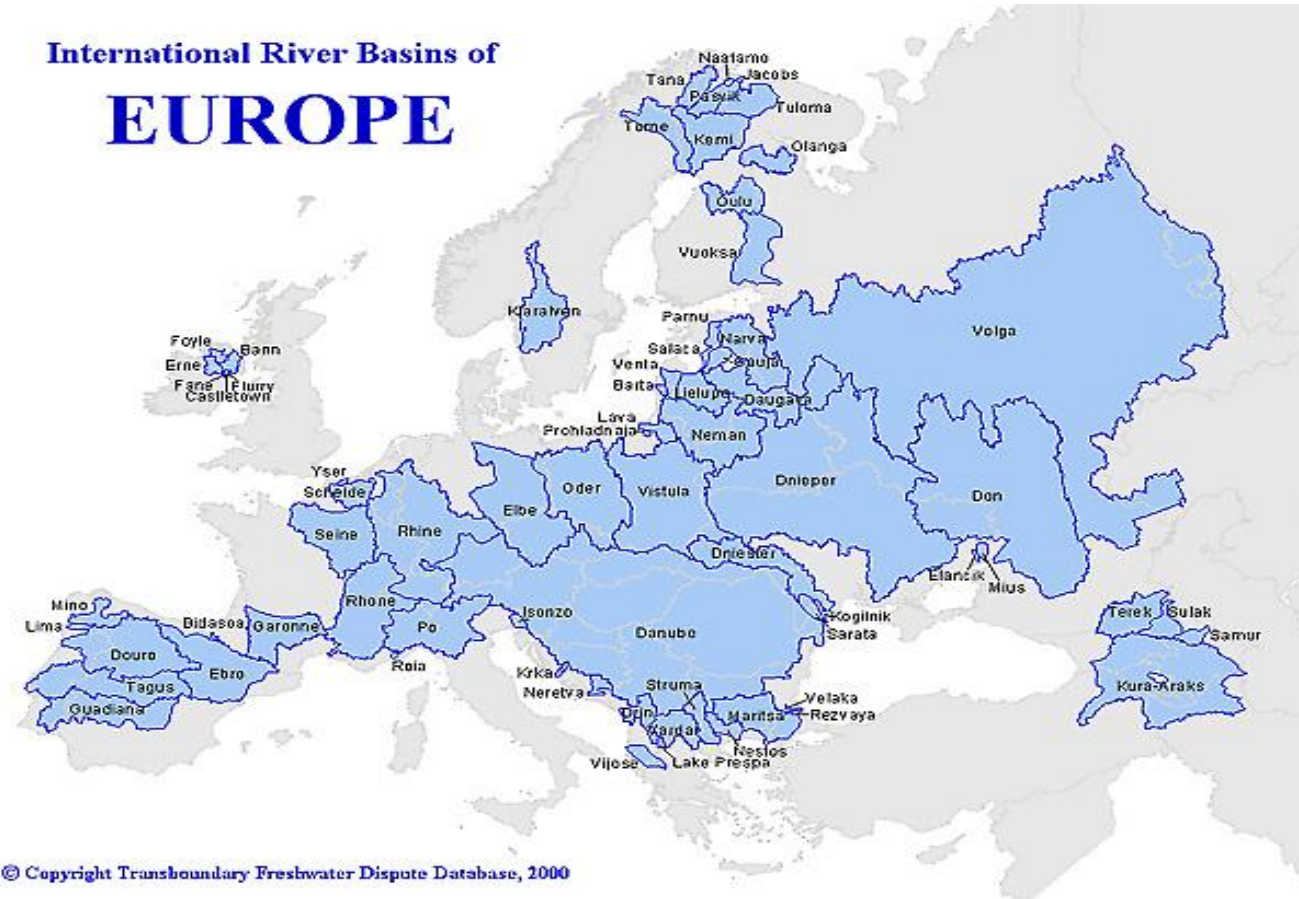 International River Basins of
EUROPE
Naatamo
Tana
Jacobs
Pasvik
Tuloma
Torne
Kemi
Olanga
Oulu
Vuoksa
Klaralven
Parnu
Narva
Volga
Foyle
Bann
Salaca
Erne
Venta
Fane
Flurry
Castletown
Barta
Lielupe
Daugava
Lava
Prohladnaja
Neman
Yser
Schelde
Elbe
Oder
Vistula
Dnieper
Don
Seine
Rhine
Dniester
Elancik
Mius
Mino
Rhone
Isonzo
Kogilnik
Terek
Sulak
Lima
Bidasoa
Garonne
Po
Danube
Sarata
Samur
Douro
Ebro
Roia
Krka
Tagus
Neretva
Struma
Kura-Araks
Guadiana
Drin
Vardar
Maritsa
Velaka
Rezvaya
Nestos
Vijose
Lake Prespa
© Copyright Transboundary Freshwater Dispute Database, 2000